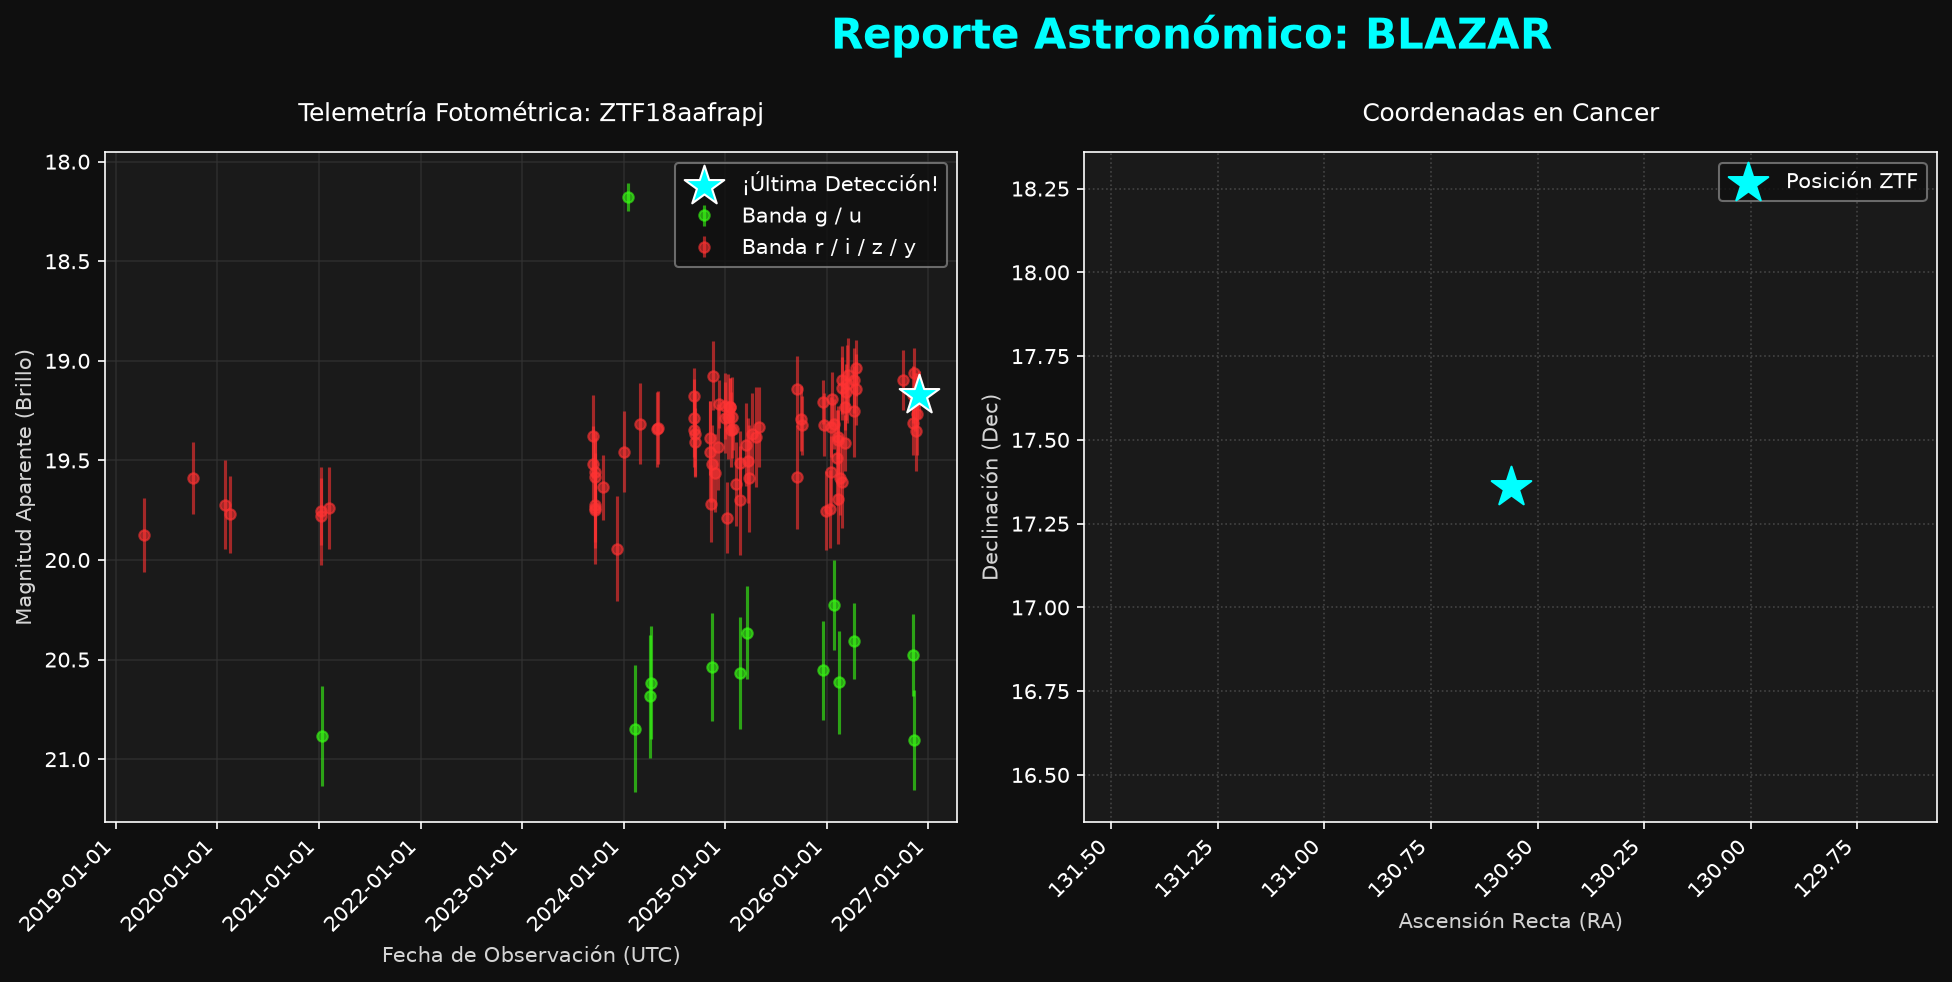 Reporte Astronómico: BLAZAR
Telemetría Fotométrica: ZTF18aafrapj
¡Última Detección!
Banda g / u
Banda r / i / z / y
Magnitud Aparente (Brillo)
18.0
18.5
19.0
19.5
20.0
20.5
21.0
2019-01-01
2020-01-01
2021-01-01
2022-01-01
2023-01-01
2024-01-01
2025-01-01
2026-01-01
2027-01-01
Fecha de Observación (UTC)
Coordenadas en Cancer
Posición ZTF
Declinación (Dec)
18.25
18.00
17.75
17.50
17.25
17.00
16.75
16.50
131.50
131.25
131.00
130.75
130.50
130.25
130.00
129.75
Ascensión Recta (RA)